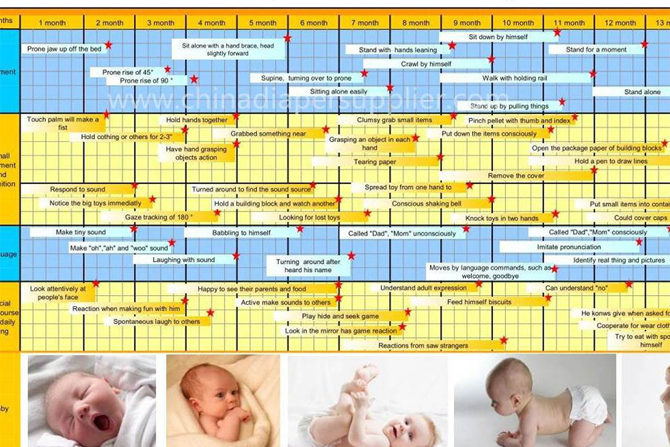 nths
1 month
2 month
3 month
4 month
5 month
6 month
7 month
8 month
9 month
10 month
11 month
12 month
13 m
ment
Sit down by himself
Prone jaw up off the bed
Sit alone with a hand brace, head
slightly forward
Stand with hands leaning
Stand for a moment
Crawl by himself
Prone rise of 45°
Supine, turning over to prone
Walk with holding rail
Prone rise of 90 °
Sitting alone easily
Stand alone
www.chinadiapersupplier.com
Stand up by pulling things
mall
ment
and
nition
Touch palm will make a
fist
Hold hands together
Clumsy grab small items
Pinch pellet with thumb and index
Hold cothing or others for 2-3"
Grabbed something near
Put down the items consciously
Grasping an object in each
hand
Have hand grasping
objects action
Open the package paper of building blocks
Tearing paper
Hold a pen to draw lines
Remove the cover
Respond to sound
Turned around to find the sound source
Spread toy from one hand to
Notice the big toys immediatly
Hold a building block and watch another
Conscious shaking bell
Put small items into contai
Gaze tracking of 180 °
Looking for lost toys
Knock toys in two hands
Could cover caps
uage
Make tiny sound
Babbling to himself
Called "Dad", "Mom" unconsciously
Called "Dad", "Mom" consciously
Make "oh","ah" and "woo" sound
Imitate pronunciation
Laughing with sound
Turning around after
heard his name
Identify real thing and pictures
Moves by language commands, such as
welcome, goodbye
cial
course
daily
ng
Look attentively at
people's face
Happy to see their parents and food
Understand adult expression
Can understand "no"
Active make sounds to others
Feed himself biscuits
Reaction when making fun with him
Play hide and seek game
He konws give when asked fo
Spontaneous laugh to others
Look in the mirror has game reaction
Cooperate for wear clot
Reactions from saw strangers
Try to eat with spo
himself
by